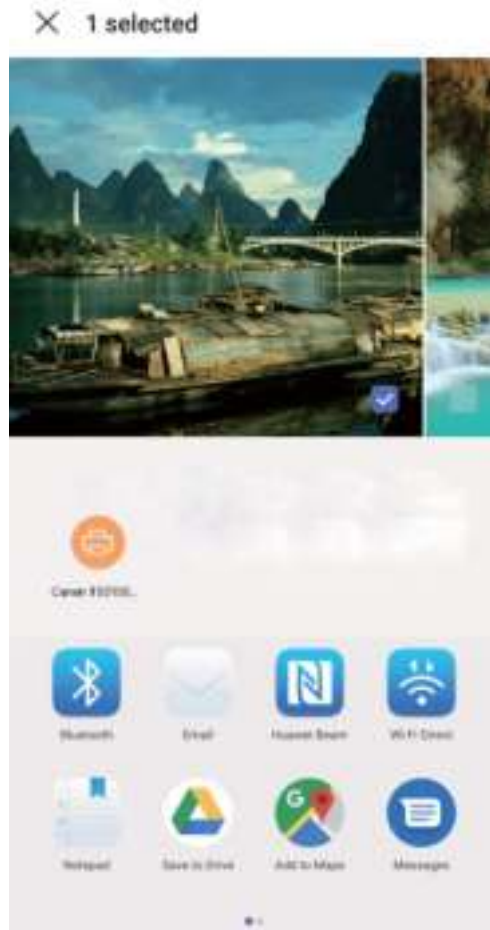 1 selected
Bluetooth
Email
Huawei Beam
Wi-Fi Direct
Notepad
Save to Drive
Add to Maps
Messages